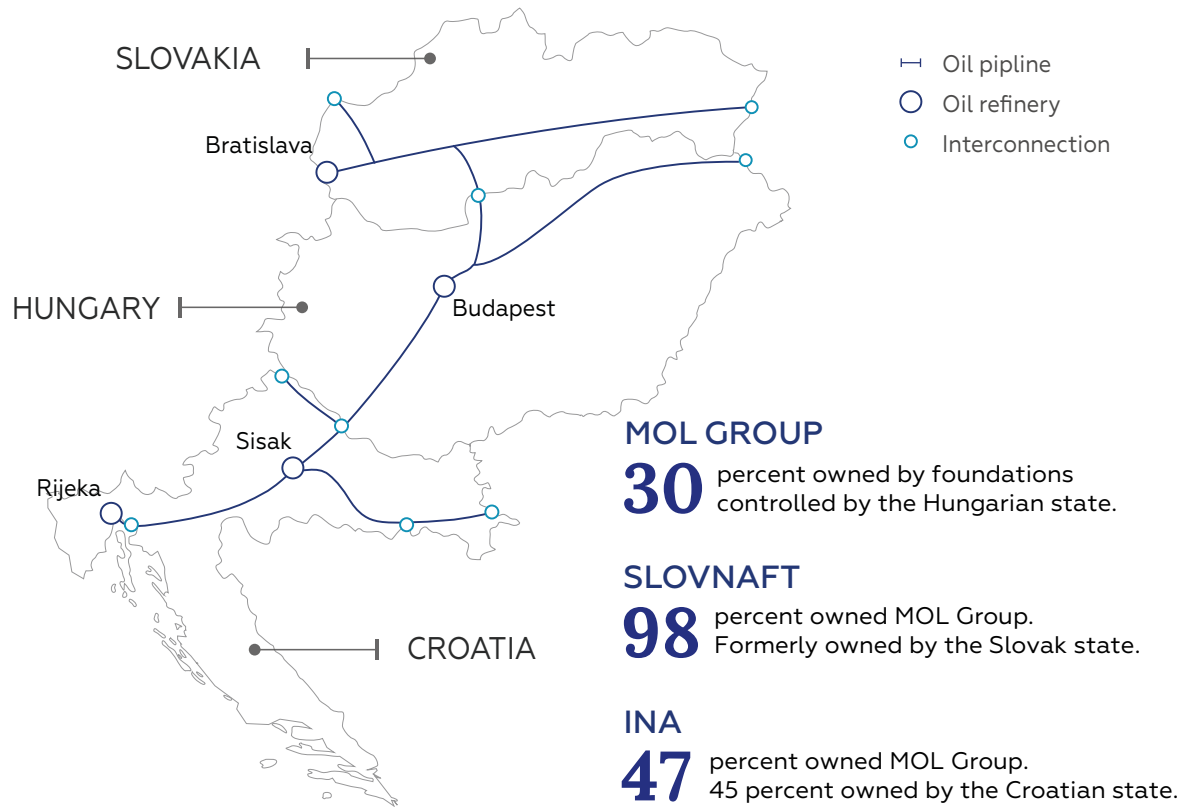 SLOVAKIA
Oil pipline
Oil refinery
Interconnection
Bratislava
HUNGARY
Budapest
Sisak
Rijeka
CROATIA
MOL GROUP
30 percent owned by foundations
controlled by the Hungarian state.
SLOVNAFT
98 percent owned MOL Group.
Formerly owned by the Slovak state.
INA
47 percent owned MOL Group.
45 percent owned by the Croatian state.